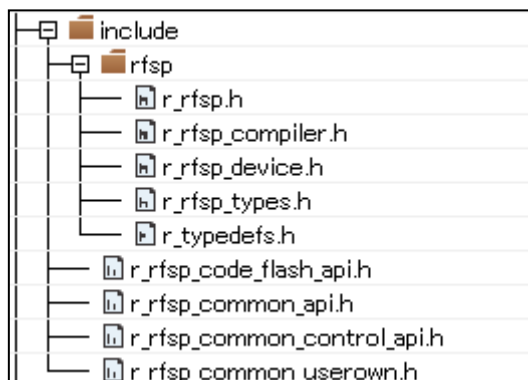 include
rfsp
r_rfsp.h
r_rfsp_compiler.h
r_rfsp_device.h
r_rfsp_types.h
r_typedefs.h
r_rfsp_code_flash_api.h
r_rfsp_common_api.h
r_rfsp_common_control_api.h
r_rfsp_common_userown.h